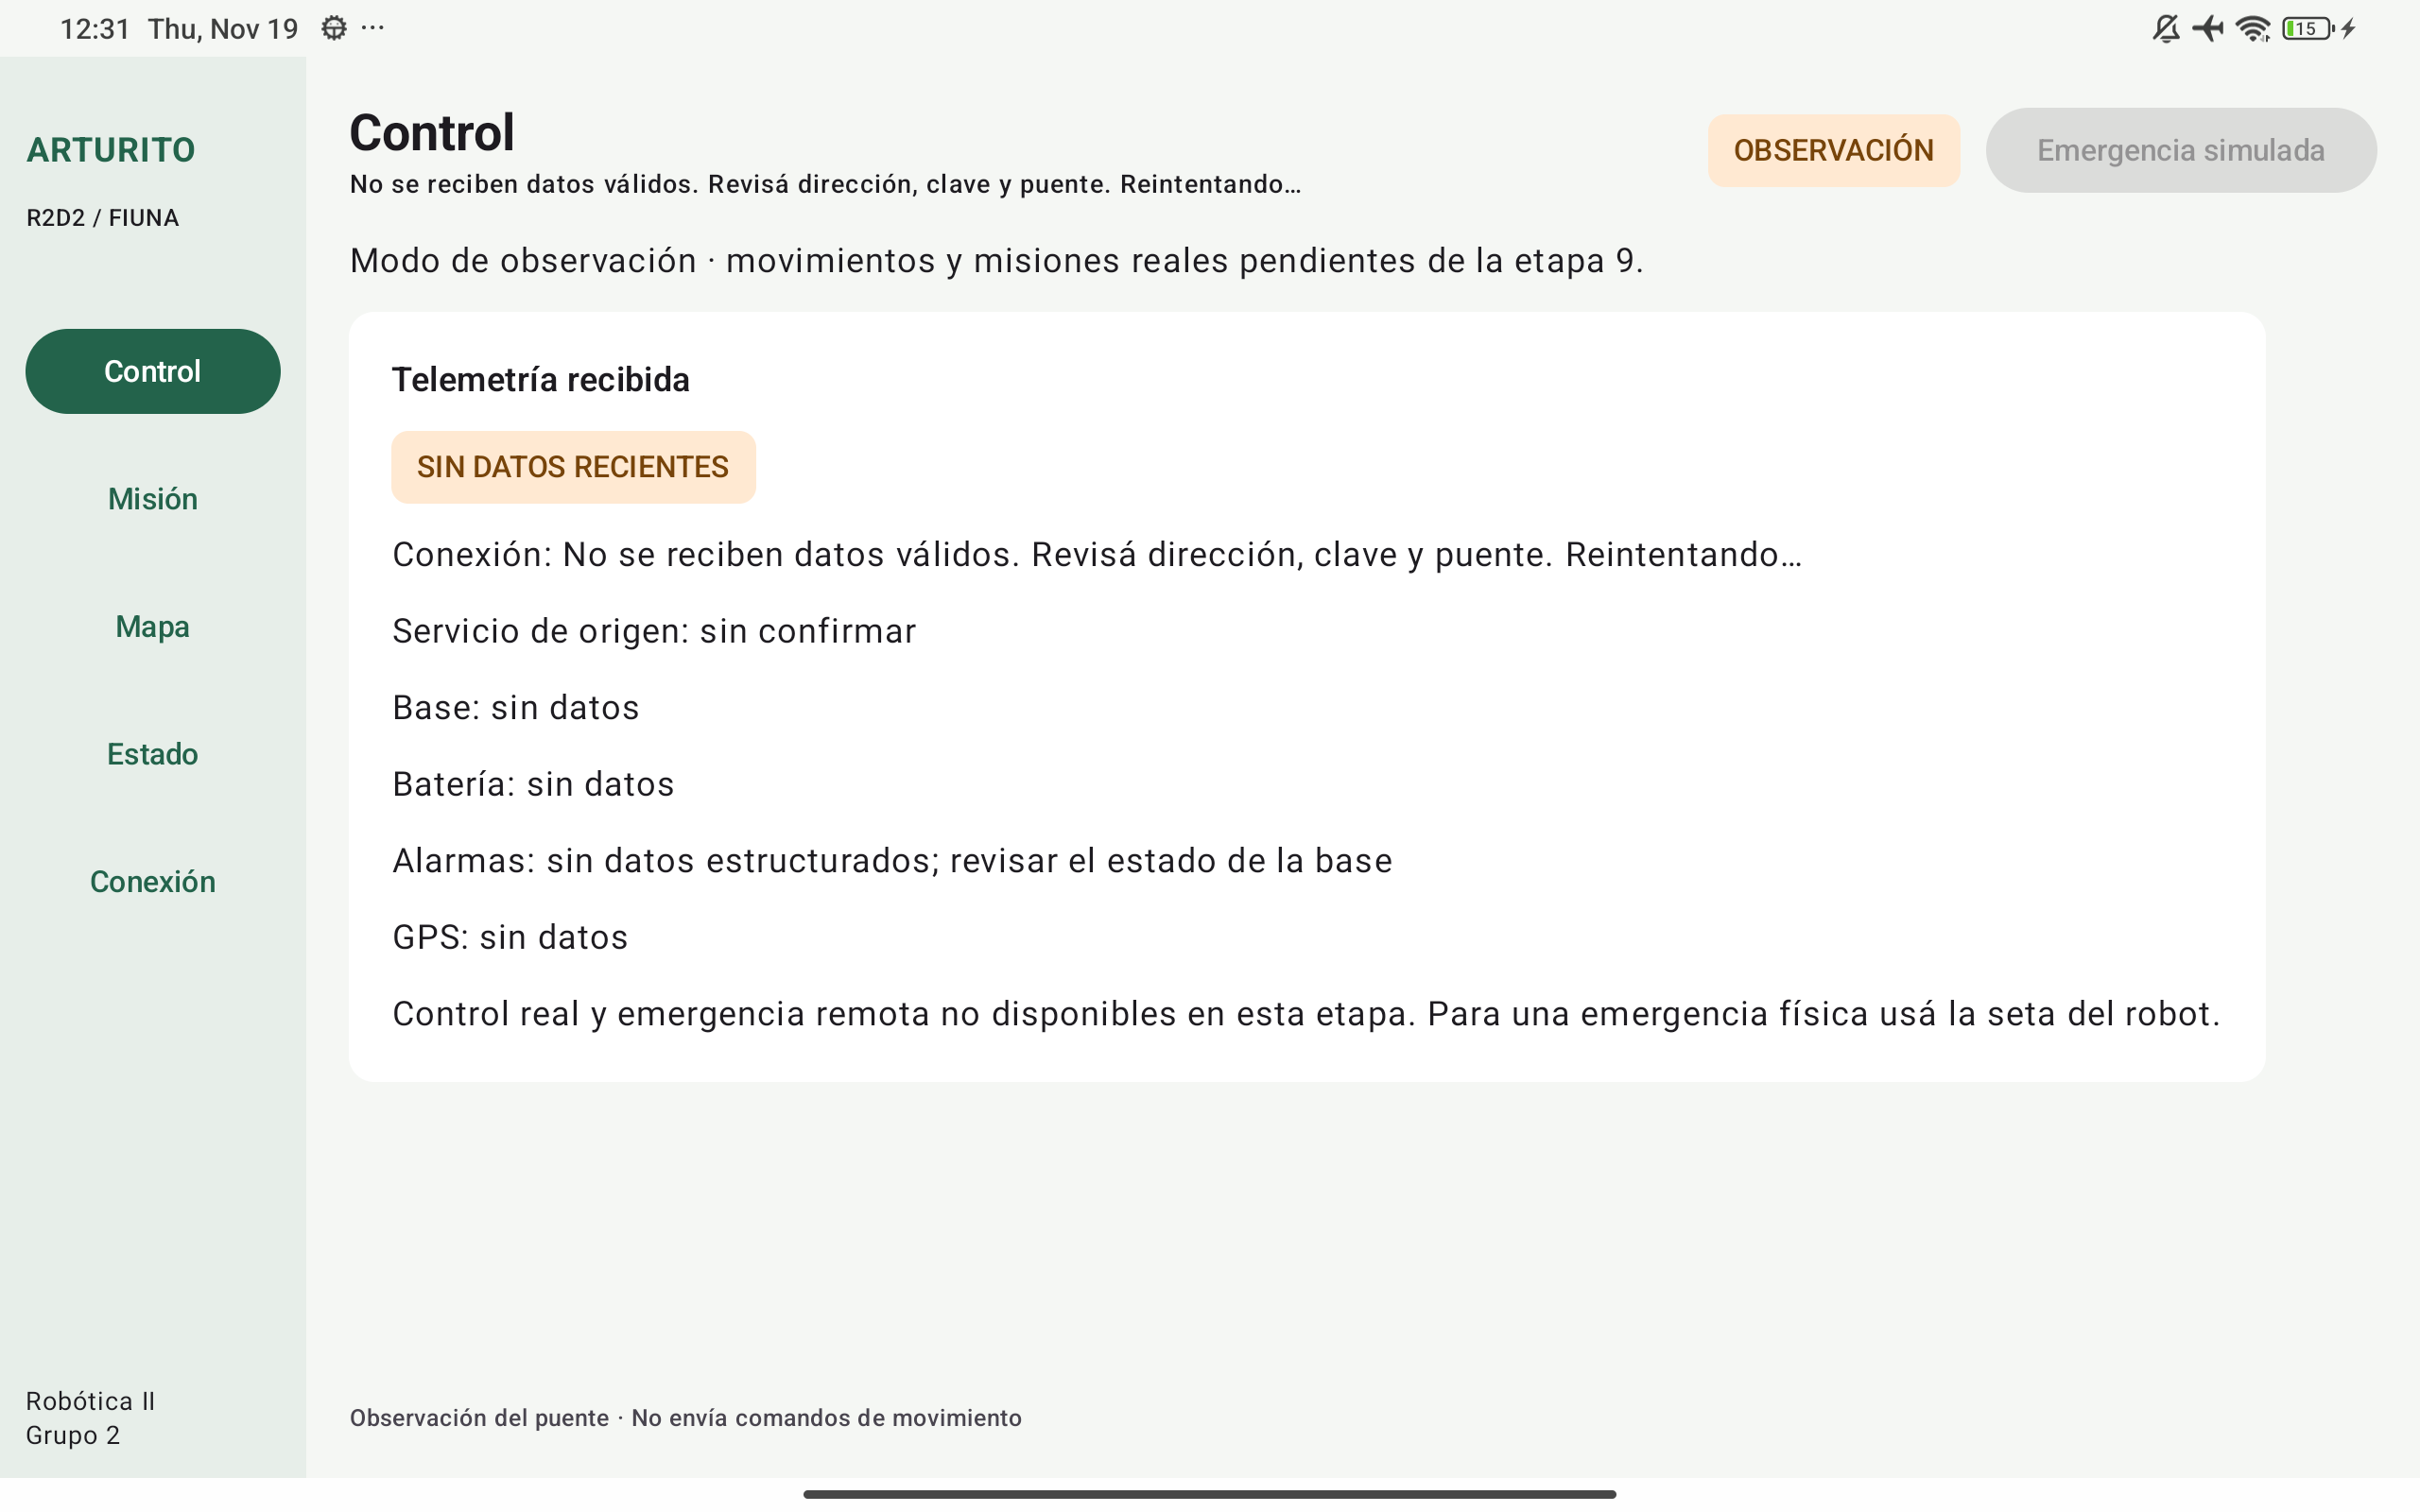 12:31 Thu, Nov 19 ...
15
ARTURITO
R2D2 / FIUNA
Control
Misión
Mapa
Estado
Conexión
Robótica II
Grupo 2
Control
No se reciben datos válidos. Revisá dirección, clave y puente. Reintentando…
OBSERVACIÓN
Emergencia simulada
Modo de observación · movimientos y misiones reales pendientes de la etapa 9.
Telemetría recibida
SIN DATOS RECIENTES
Conexión: No se reciben datos válidos. Revisá dirección, clave y puente. Reintentando…
Servicio de origen: sin confirmar
Base: sin datos
Batería: sin datos
Alarmas: sin datos estructurados; revisar el estado de la base
GPS: sin datos
Control real y emergencia remota no disponibles en esta etapa. Para una emergencia física usá la seta del robot.
Observación del puente · No envía comandos de movimiento